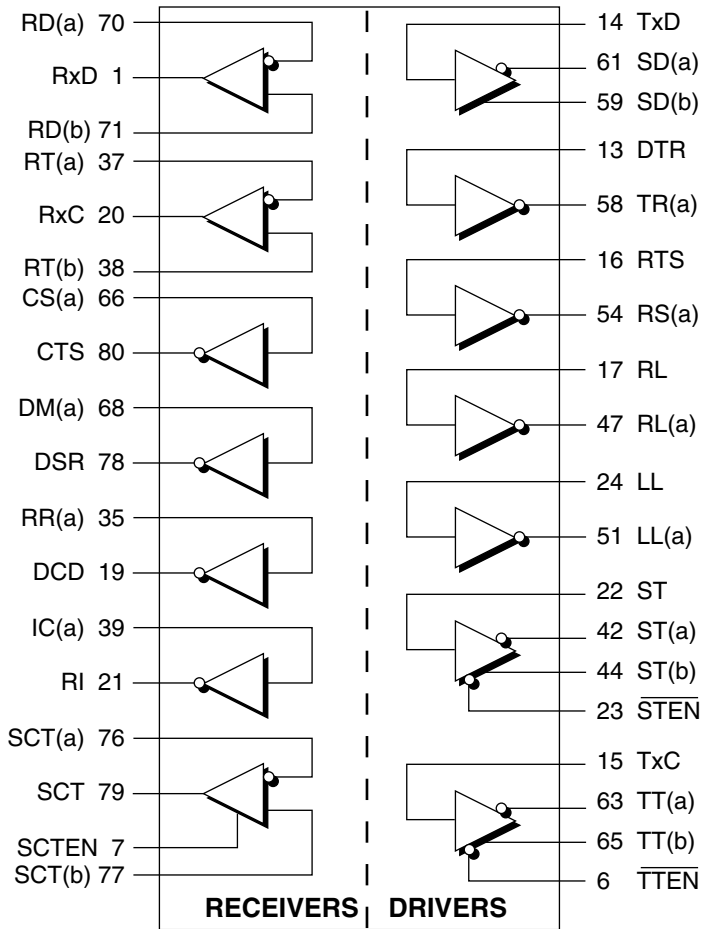 RD(a) 70
RxD 1
RD(b) 71
RT(a) 37
RxC 20
RT(b) 38
CS(a) 66
CTS 80
DM(a) 68
DSR 78
RR(a) 35
DCD 19
IC(a) 39
RI 21
SCT(a) 76
SCT 79
SCTEN 7
SCT(b) 77
RECEIVERS
14 TxD
61 SD(a)
59 SD(b)
13 DTR
58 TR(a)
16 RTS
54 RS(a)
17 RL
47 RL(a)
24 LL
51 LL(a)
22 ST
42 ST(a)
44 ST(b)
23 S̅T̅E̅N̅
15 TxC
63 TT(a)
65 TT(b)
6 T̅T̅E̅N̅
DRIVERS